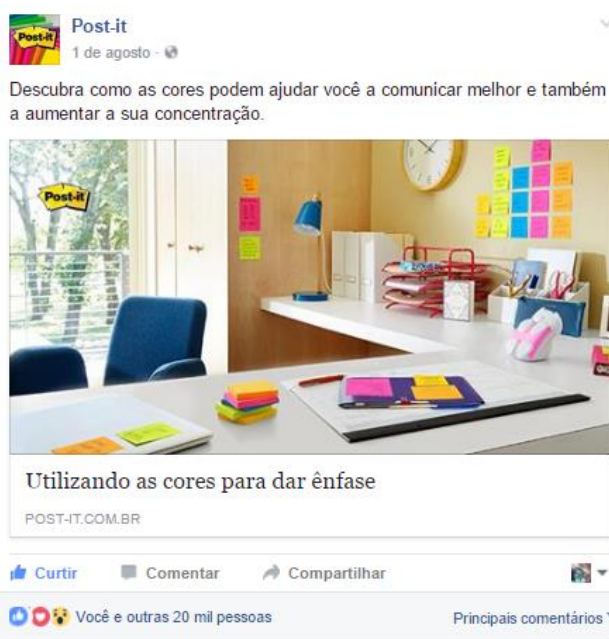 Post-it
Post-it
1 de agosto ·
Descubra como as cores podem ajudar você a comunicar melhor e também
a aumentar a sua concentração.
Post-it
Utilizando as cores para dar ênfase
POST-IT.COM.BR
Curtir Comentar Compartilhar
Você e outras 20 mil pessoas Principais comentários